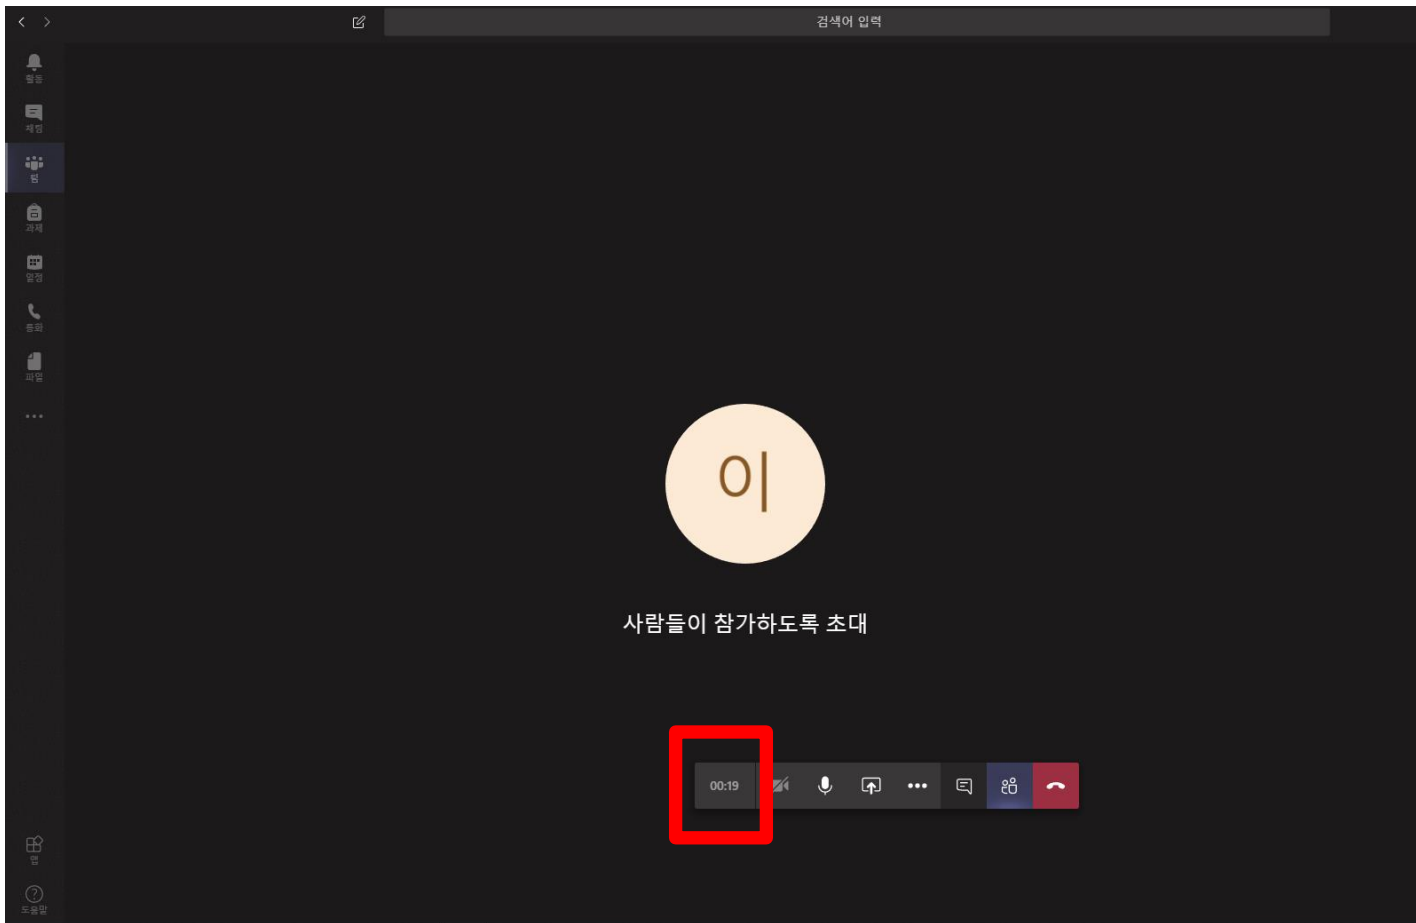 검색어 입력
활동
채팅
팀
과제
일정
통화
파일
이
사람들이 참가하도록 초대
00:19
앱
도움말